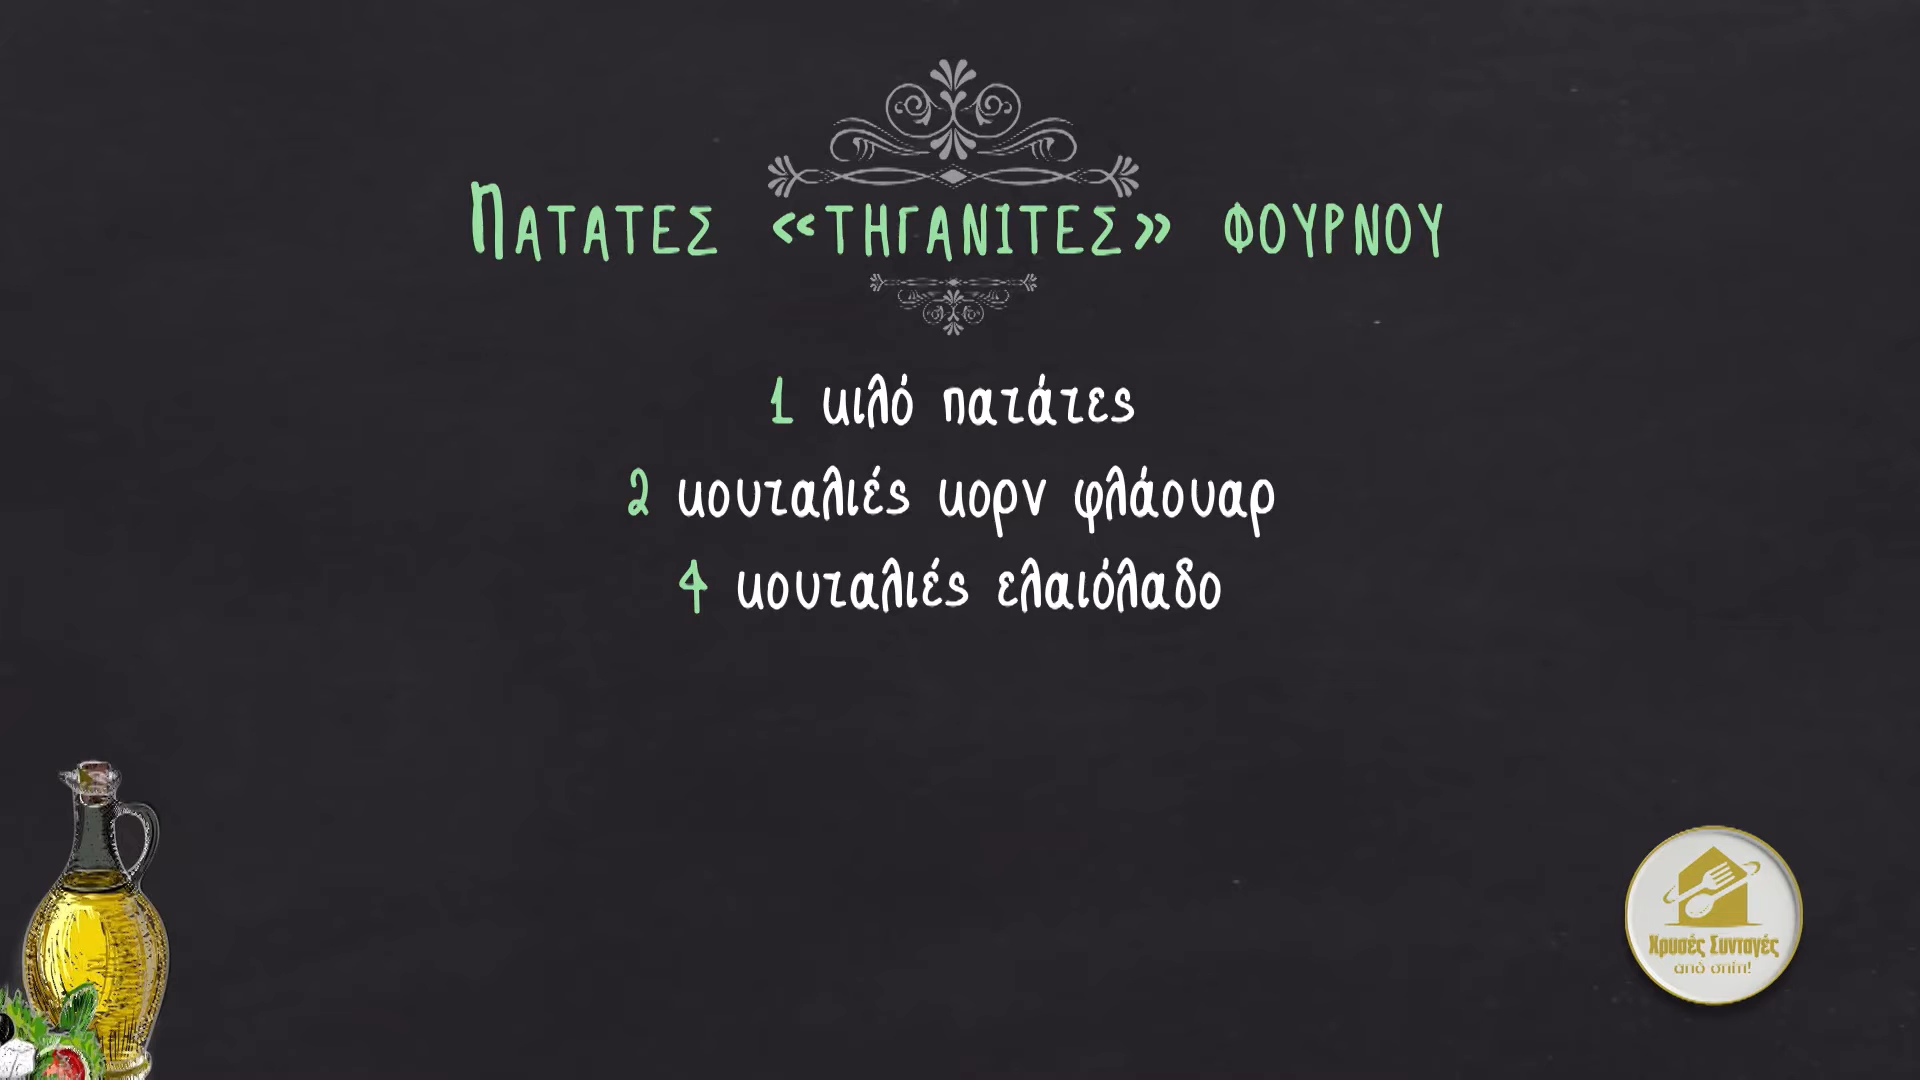 Πατατες «τηγανιτες» φουρνου
1 κιλό πατάτες
2 κουταλιές κορν φλάουαρ
4 κουταλιές ελαιόλαδο
Χρυσές Συνταγές
από σπίτι!